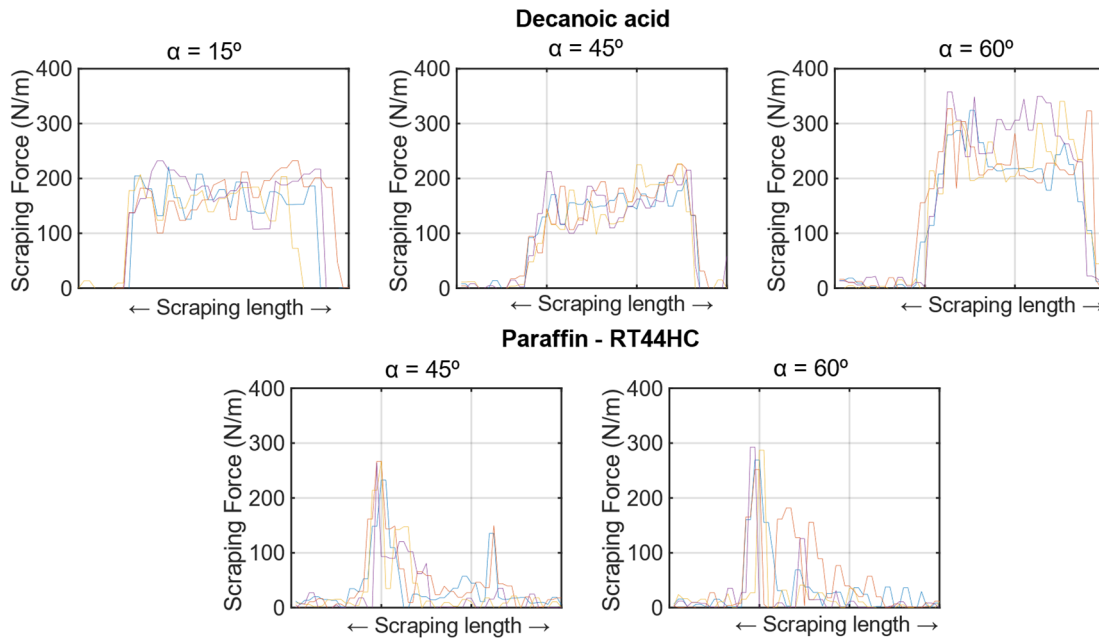 Decanoic acid
α = 15º
α = 45º
α = 60º
Scraping Force (N/m)
400
300
200
100
0
← Scraping length →
Scraping Force (N/m)
400
300
200
100
0
← Scraping length →
Scraping Force (N/m)
400
300
200
100
0
← Scraping length →
Paraffin - RT44HC
α = 45º
α = 60º
Scraping Force (N/m)
400
300
200
100
0
← Scraping length →
Scraping Force (N/m)
400
300
200
100
0
← Scraping length →